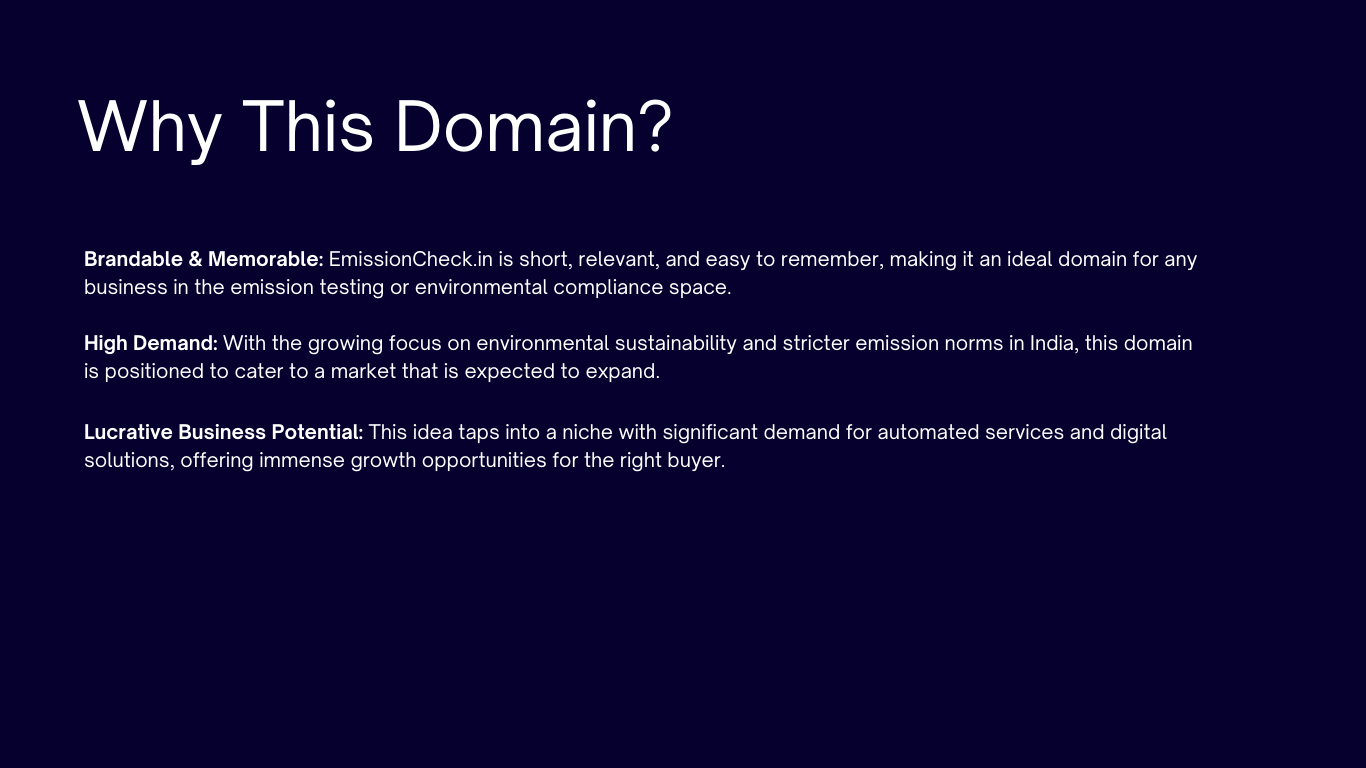 Why This Domain?
Brandable & Memorable: EmissionCheck.in is short, relevant, and easy to remember, making it an ideal domain for any
business in the emission testing or environmental compliance space.
High Demand: With the growing focus on environmental sustainability and stricter emission norms in India, this domain
is positioned to cater to a market that is expected to expand.
Lucrative Business Potential: This idea taps into a niche with significant demand for automated services and digital
solutions, offering immense growth opportunities for the right buyer.